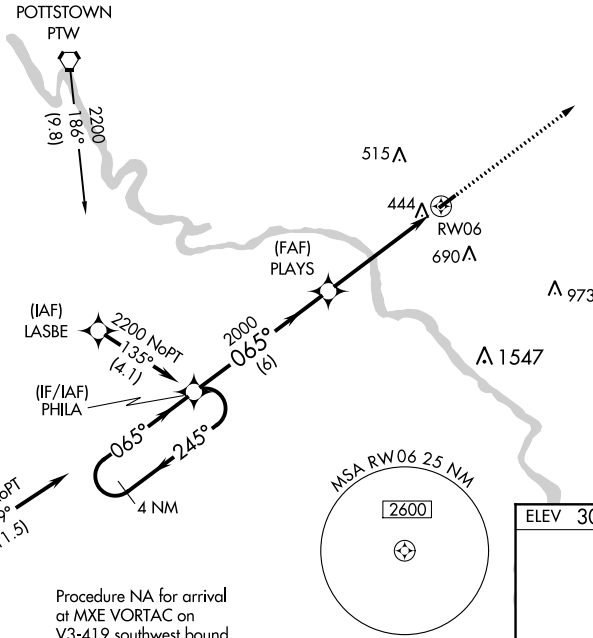 POTTSTOWN
PTW
2200
186°
(9.8)
515
444
RW06
690
(FAF)
PLAYS
973
(IAF)
LASBE
2200 NoPT
135°
(4.1)
2000
065°
(6)
1547
(IF/IAF)
PHILA
065°
245°
4 NM
MSA RW06 25 NM
2600
ELEV 30
Procedure NA for arrival
at MXE VORTAC on
V3-419 southwest bound